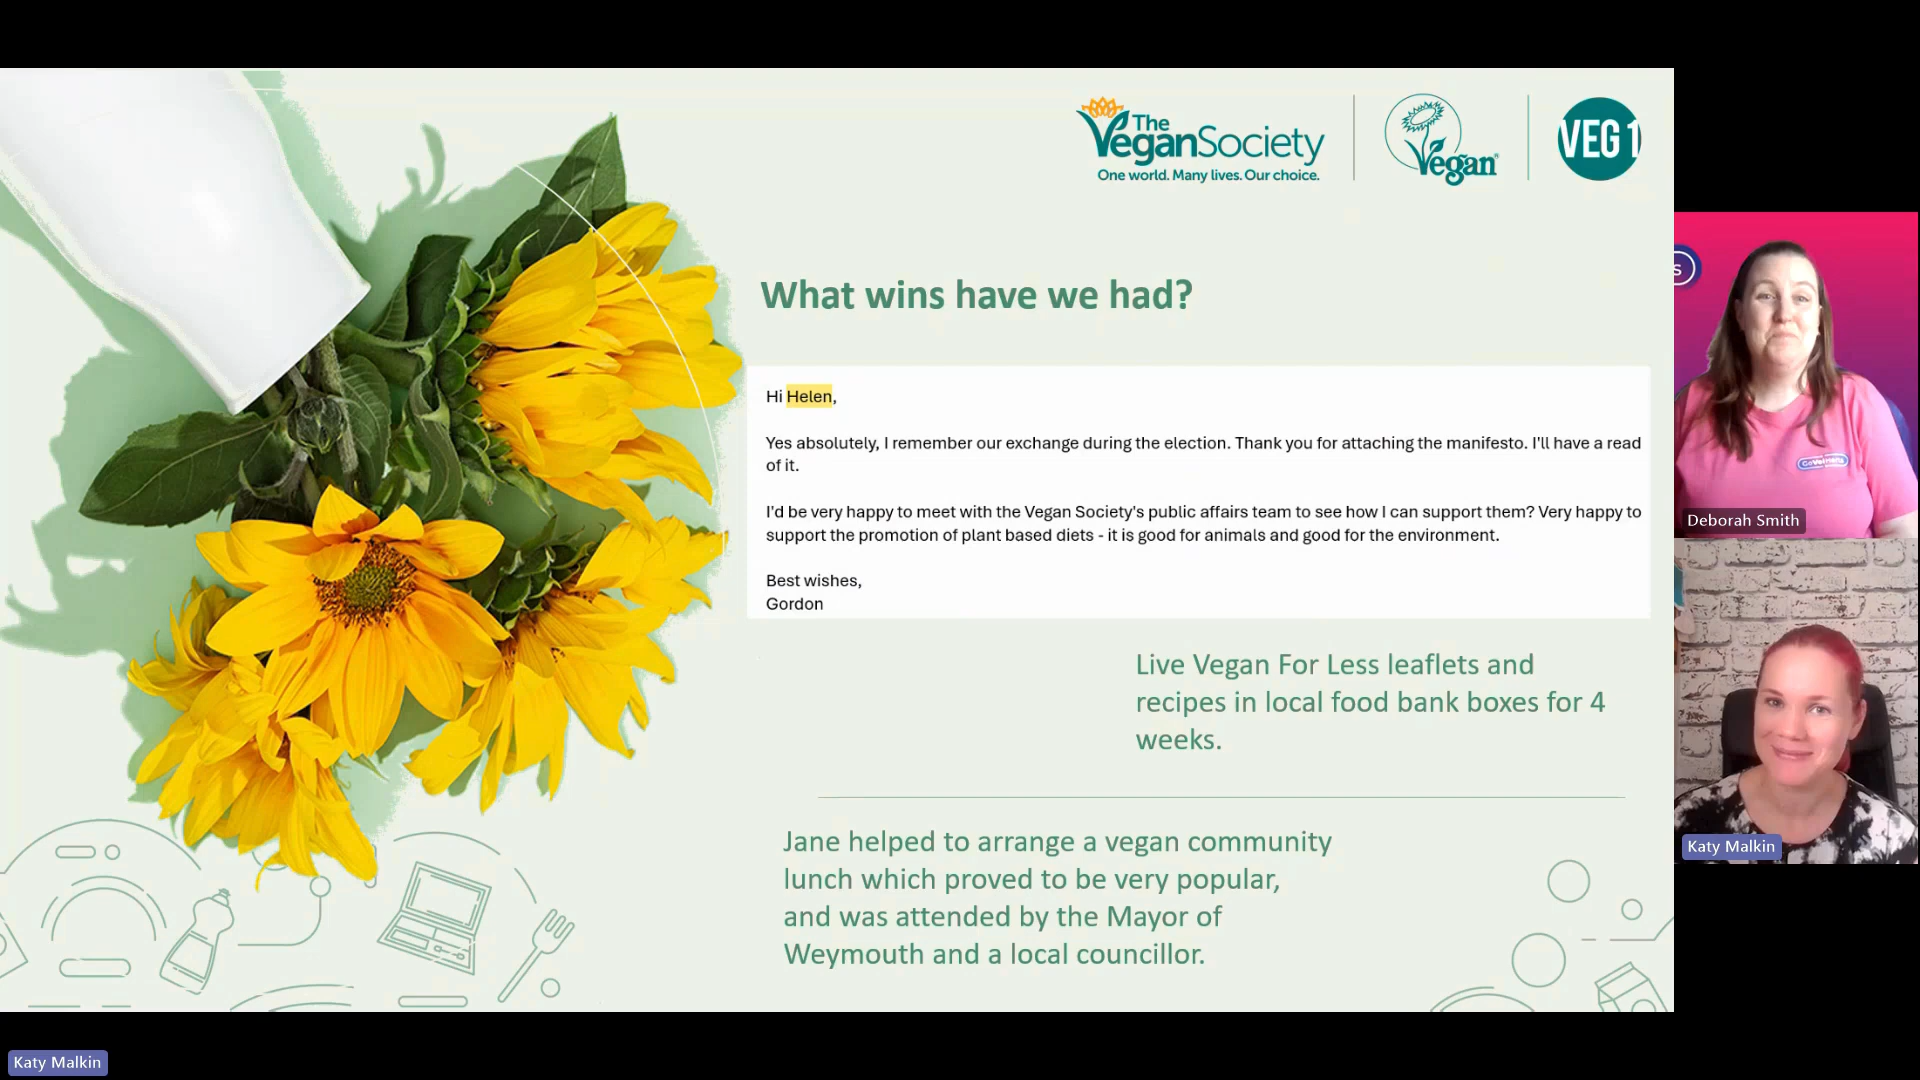 The
VeganSociety
One world. Many lives. Our choice.
Vegan
VEG 1
What wins have we had?
Hi Helen,
Yes absolutely, I remember our exchange during the election. Thank you for attaching the manifesto. I'll have a read
of it.
I'd be very happy to meet with the Vegan Society's public affairs team to see how I can support them? Very happy to
support the promotion of plant based diets - it is good for animals and good for the environment.
Best wishes,
Gordon
Live Vegan For Less leaflets and
recipes in local food bank boxes for 4
weeks.
Jane helped to arrange a vegan community
lunch which proved to be very popular,
and was attended by the Mayor of
Weymouth and a local councillor.
s
Deborah Smith
Katy Malkin
Katy Malkin